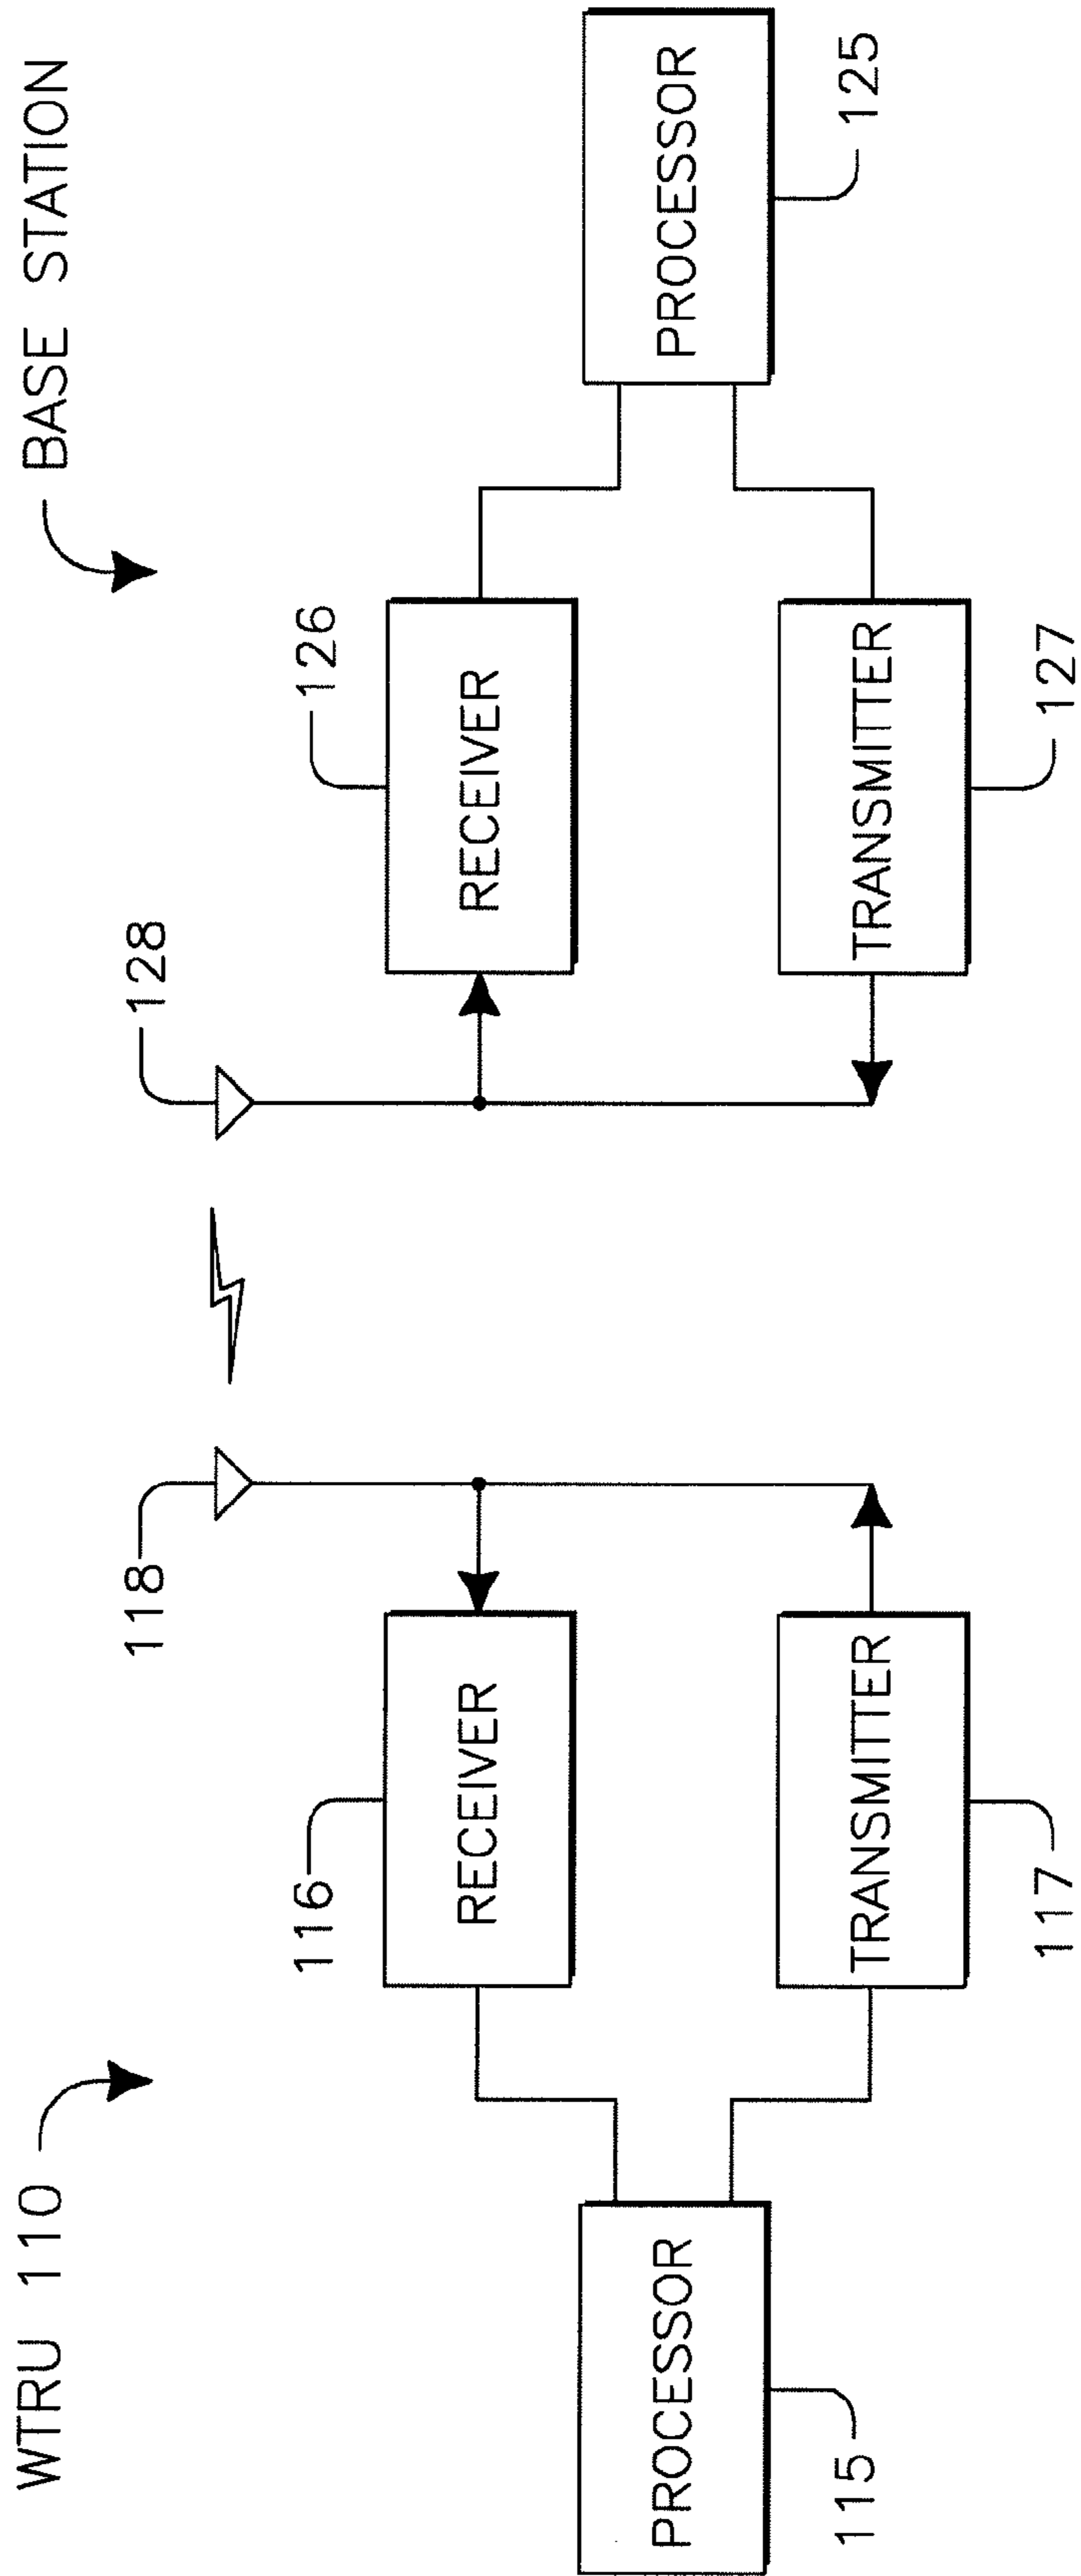 WTRU 110
BASE STATION
118
128
116
126
RECEIVER
RECEIVER
PROCESSOR
PROCESSOR
115
125
TRANSMITTER
TRANSMITTER
117
127